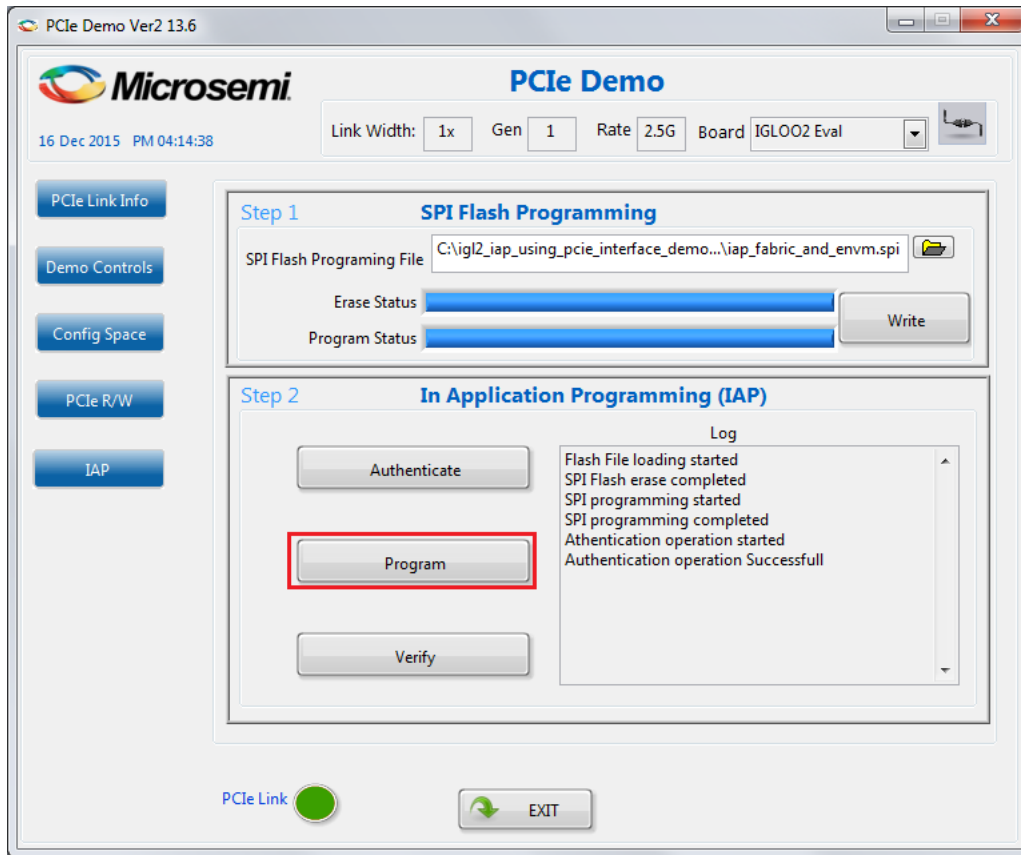 PCIe Demo Ver2 13.6
Microsemi.
PCIe Demo
16 Dec 2015 PM 04:14:38
Link Width: 1x Gen 1 Rate 2.5G Board IGLOO2 Eval
PCIe Link Info
Demo Controls
Config Space
PCIe R/W
IAP
Step 1 SPI Flash Programming
SPI Flash Programing File C:\igl2_iap_using_pcie_interface_demo...\iap_fabric_and_envm.spi
Erase Status
Program Status
Write
Step 2 In Application Programming (IAP)
Authenticate
Program
Verify
Log
Flash File loading started
SPI Flash erase completed
SPI programming started
SPI programming completed
Athentication operation started
Authentication operation Successfull
PCIe Link
EXIT